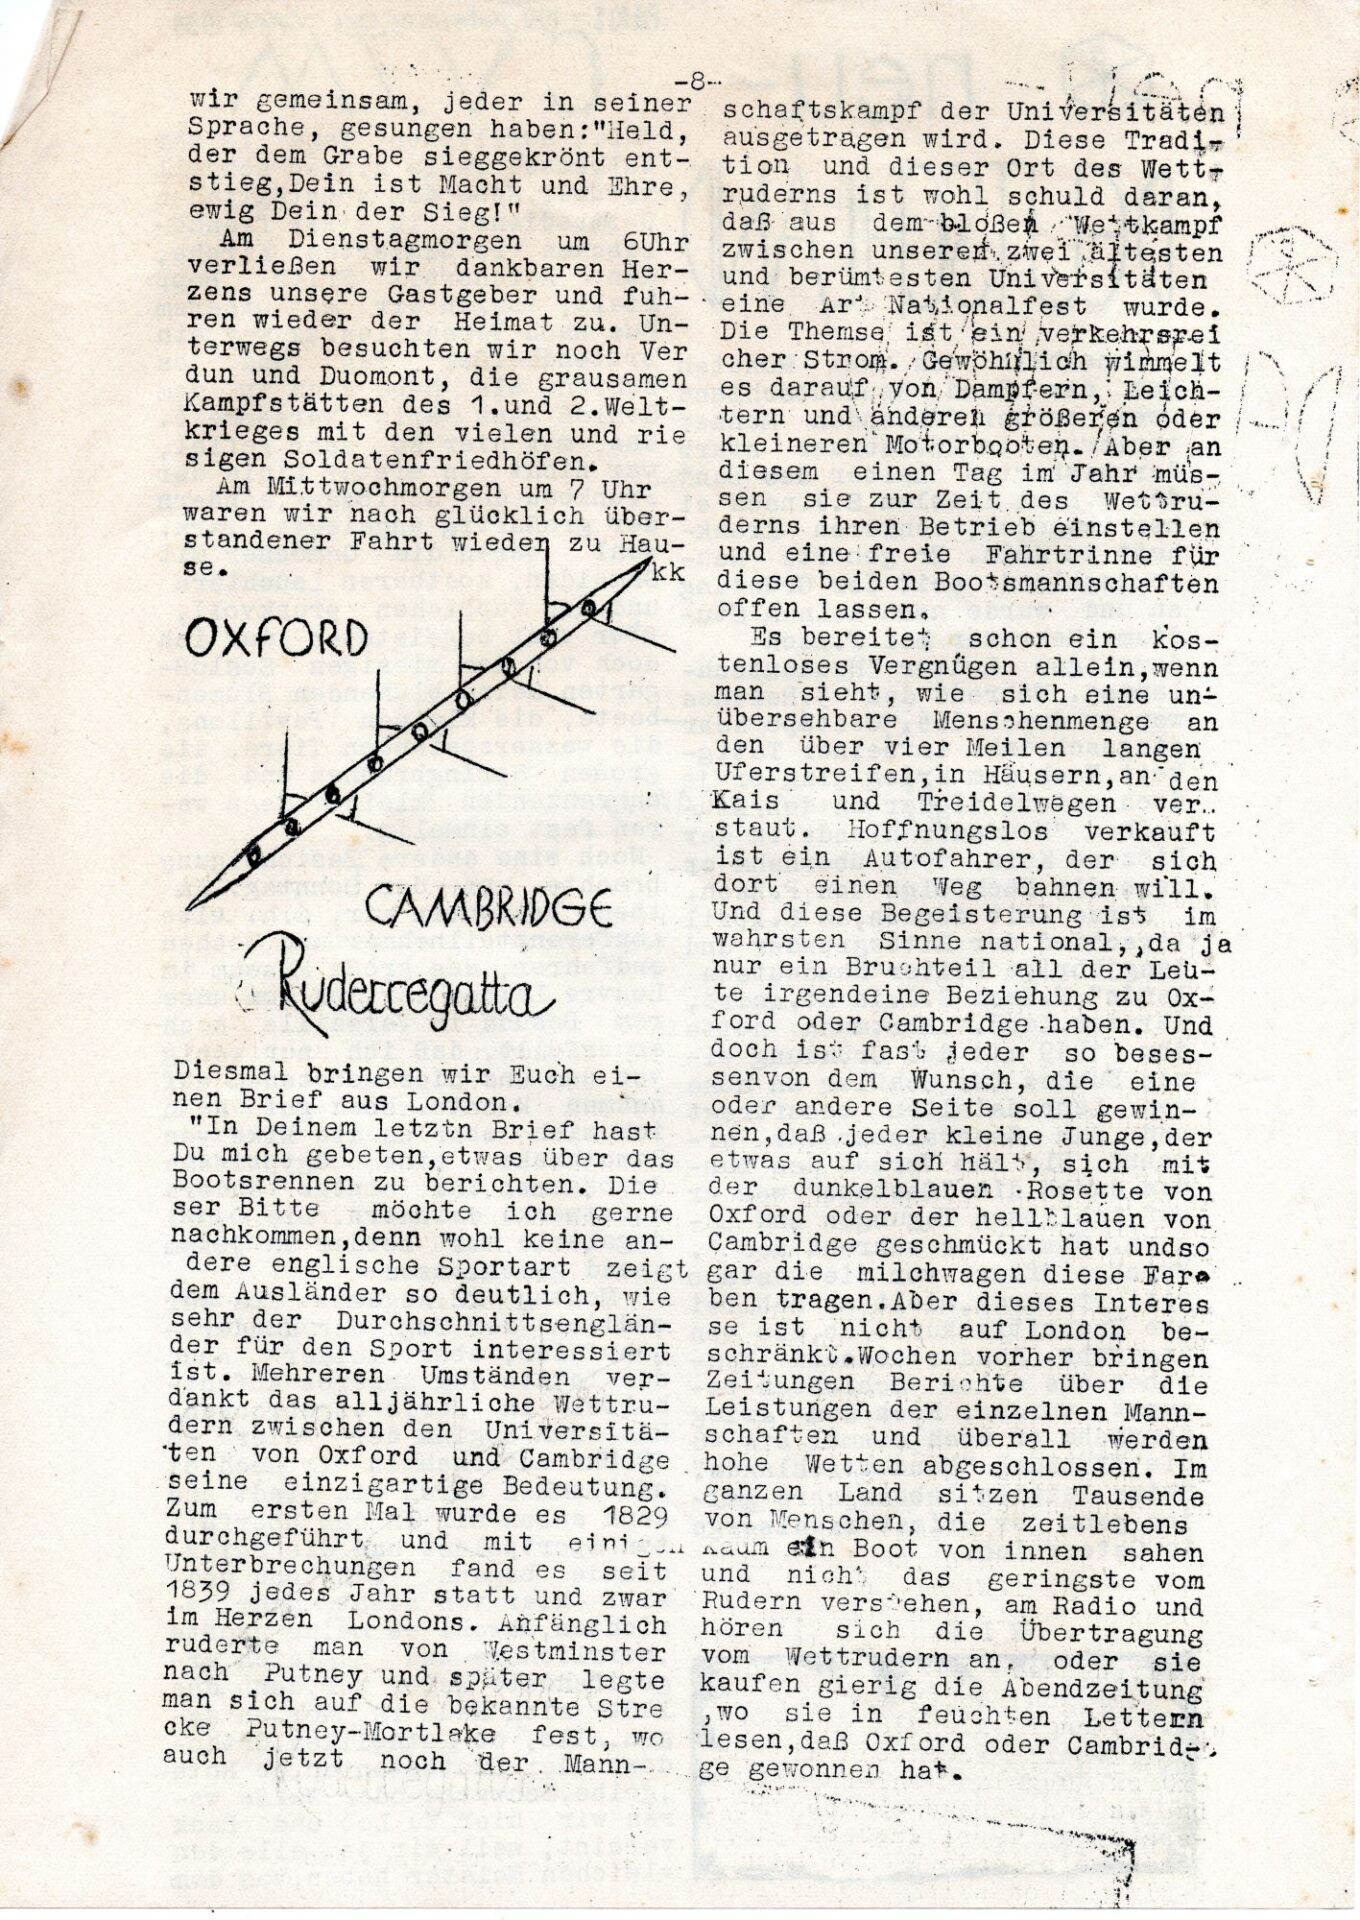 -8-
wir gemeinsam, jeder in seiner
Sprache, gesungen haben:"Held,
der dem Grabe sieggekrönt ent-
stieg,Dein ist Macht und Ehre,
ewig Dein der Sieg!"
Am Dienstagmorgen um 6Uhr
verließen wir dankbaren Her-
zens unsere Gastgeber und fuh-
ren wieder der Heimat zu. Un-
terwegs besuchten wir noch Ver
dun und Duomont, die grausamen
Kampfstätten des 1.und 2.Welt-
krieges mit den vielen und rie
sigen Soldatenfriedhöfen.
Am Mittwochmorgen um 7 Uhr
waren wir nach glücklich über-
standener Fahrt wieder zu Hau-
se. kk
OXFORD
CAMBRIDGE
Ruderregatta
Diesmal bringen wir Euch ei-
nen Brief aus London.
"In Deinem letztn Brief hast
Du mich gebeten,etwas über das
Bootsrennen zu berichten. Die
ser Bitte möchte ich gerne
nachkommen,denn wohl keine an-
dere englische Sportart zeigt
dem Ausländer so deutlich, wie
sehr der Durchschnittsenglän-
der für den Sport interessiert
ist. Mehreren Umständen ver-
dankt das alljährliche Wettru-
dern zwischen den Universitä-
ten von Oxford und Cambridge
seine einzigartige Bedeutung.
Zum ersten Mal wurde es 1829
durchgeführt und mit einigen
Unterbrechungen fand es seit
1839 jedes Jahr statt und zwar
im Herzen Londons. Anfänglich
ruderte man von Westminster
nach Putney und später legte
man sich auf die bekannte Stre
cke Putney-Mortlake fest, wo
auch jetzt noch der Mann-
schaftskampf der Universitäten
ausgetragen wird. Diese Tradi-
tion und dieser Ort des Wett-
ruderns ist wohl schuld daran,
daß aus dem bloßen Wettkampf
zwischen unseren zwei ältesten
und berümtesten Universitäten
eine Art Nationalfest wurde.
Die Themse ist ein verkehrsrei
cher Strom. Gewöhnlich wimmelt
es darauf von Dampfern, Leich-
tern und anderen größeren oder
kleineren Motorbooten. Aber an
diesem einen Tag im Jahr müs-
sen sie zur Zeit des Wettru-
derns ihren Betrieb einstellen
und eine freie Fahrtrinne für
diese beiden Bootsmannschaften
offen lassen.
Es bereitet schon ein kos-
tenloses Vergnügen allein,wenn
man sieht, wie sich eine un-
übersehbare Menschenmenge an
den über vier Meilen langen
Uferstreifen,in Häusern,an den
Kais und Treidelwegen ver-
staut. Hoffnungslos verkauft
ist ein Autofahrer, der sich
dort einen Weg bahnen will.
Und diese Begeisterung ist im
wahrsten Sinne national,,da ja
nur ein Bruchteil all der Leu-
te irgendeine Beziehung zu Ox-
ford oder Cambridge haben. Und
doch ist fast jeder so beses-
senvon dem Wunsch, die eine
oder andere Seite soll gewin-
nen,daß jeder kleine Junge,der
etwas auf sich hält, sich mit
der dunkelblauen Rosette von
Oxford oder der hellblauen von
Cambridge geschmückt hat undso
gar die milchwagen diese Far-
ben tragen.Aber dieses Interes
se ist nicht auf London be-
schränkt.Wochen vorher bringen
Zeitungen Berichte über die
Leistungen der einzelnen Mann-
schaften und überall werden
hohe Wetten abgeschlossen. Im
ganzen Land sitzen Tausende
von Menschen, die zeitlebens
kaum ein Boot von innen sahen
und nicht das geringste vom
Rudern verstehen, am Radio und
hören sich die Übertragung
vom Wettrudern an, oder sie
kaufen gierig die Abendzeitung
,wo sie in feuchten Lettern
lesen,daß Oxford oder Cambrid-
ge gewonnen hat.